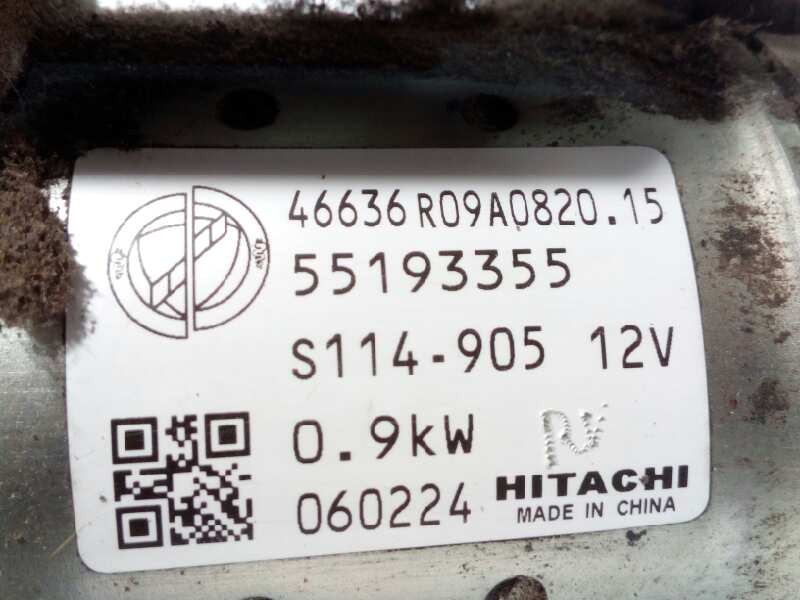 46636 R09A0820.15
55193355
S114-905 12V
0.9kW
060224
HITACHI
MADE IN CHINA